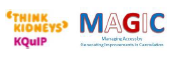 "THINK
KIDNEYS"
KQuIP
MAGIC
Managing Access by
Generating Improvements in Cannulation